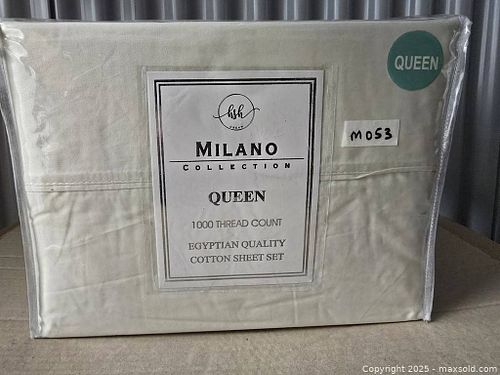 QUEEN
hsh
M053
MILANO
COLLECTION
QUEEN
1000 THREAD COUNT
EGYPTIAN QUALITY
COTTON SHEET SET
Copyright 2025 - maxsold.com